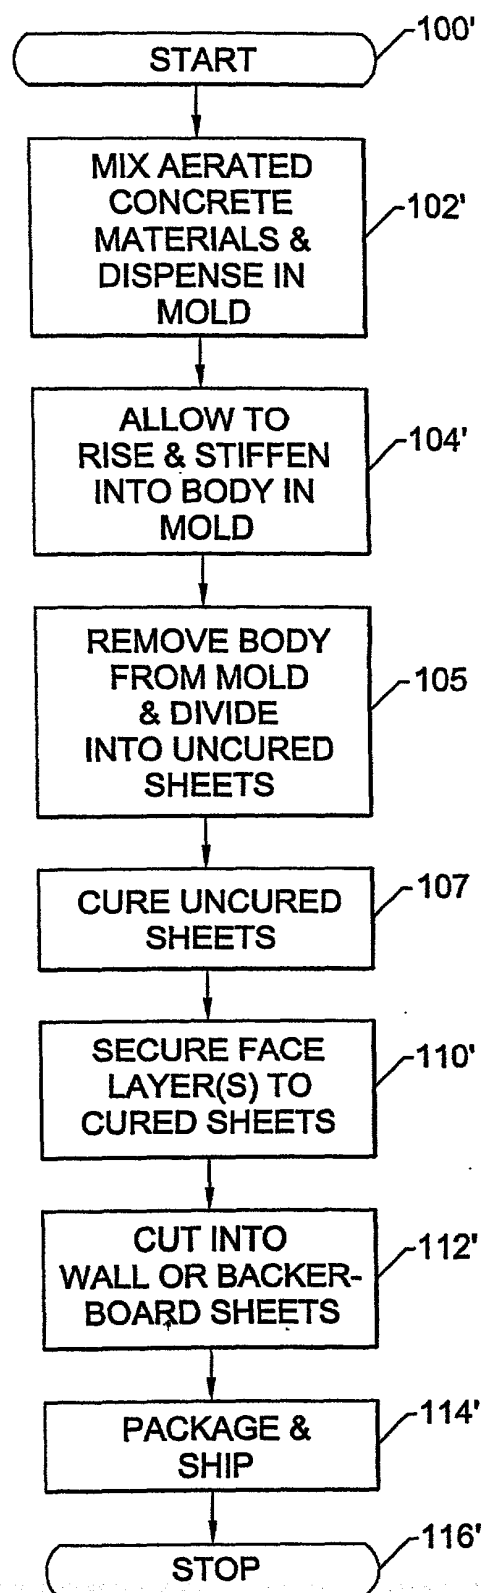 100'
START
MIX AERATED
CONCRETE
MATERIALS &
DISPENSE IN
MOLD
102'
ALLOW TO
RISE & STIFFEN
INTO BODY IN
MOLD
104'
REMOVE BODY
FROM MOLD
& DIVIDE
INTO UNCURED
SHEETS
105
CURE UNCURED
SHEETS
107
SECURE FACE
LAYER(S) TO
CURED SHEETS
110'
CUT INTO
WALL OR BACKER-
BOARD SHEETS
112'
PACKAGE &
SHIP
114'
STOP
116'